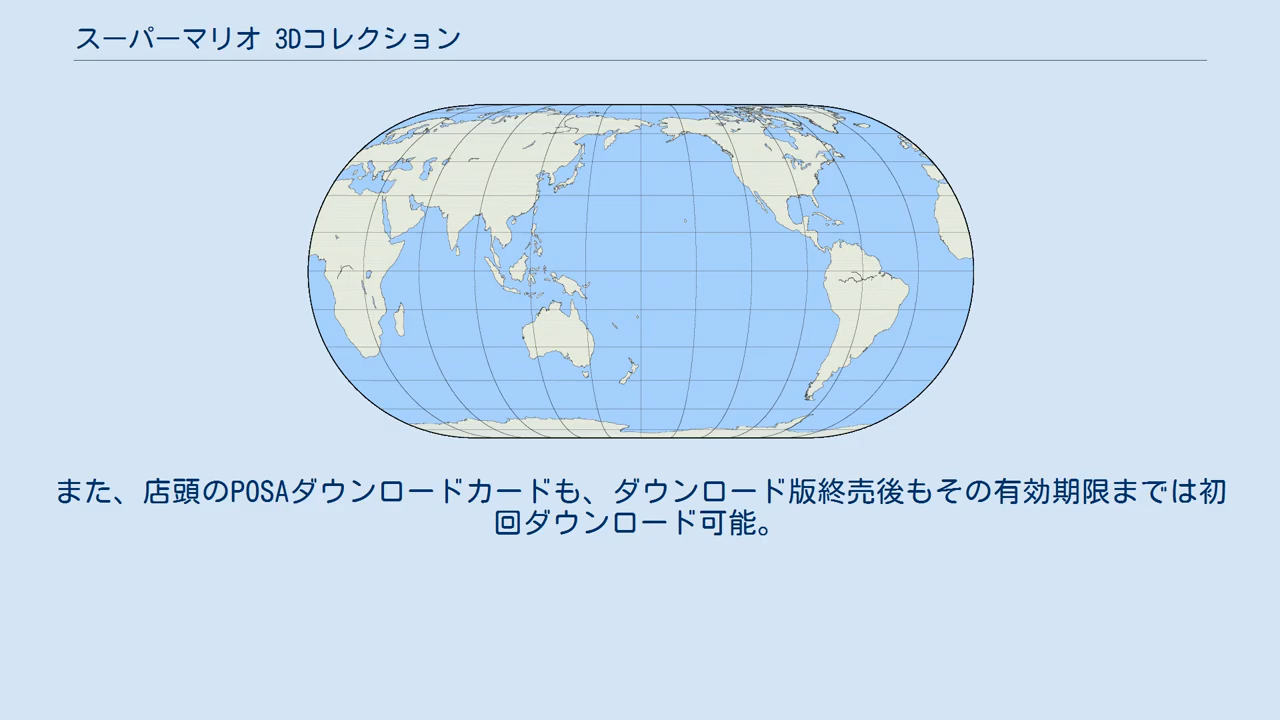 スーパーマリオ 3Dコレクション
また、店頭のPOSAダウンロードカードも、ダウンロード版終売後もその有効期限までは初
回ダウンロード可能。